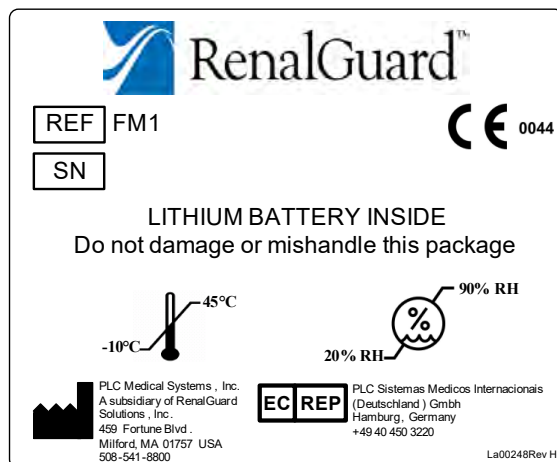 RenalGuard™
REF FM1
CE 0044
SN
LITHIUM BATTERY INSIDE
Do not damage or mishandle this package
45°C
-10°C
90% RH
%
20% RH
PLC Medical Systems , Inc.
A subsidiary of RenalGuard
Solutions , Inc.
459 Fortune Blvd .
Milford, MA 01757 USA
508-541-8800
EC REP
PLC Sistemas Medicos Internacionais
(Deutschland ) Gmbh
Hamburg, Germany
+49 40 450 3220
La00248Rev H